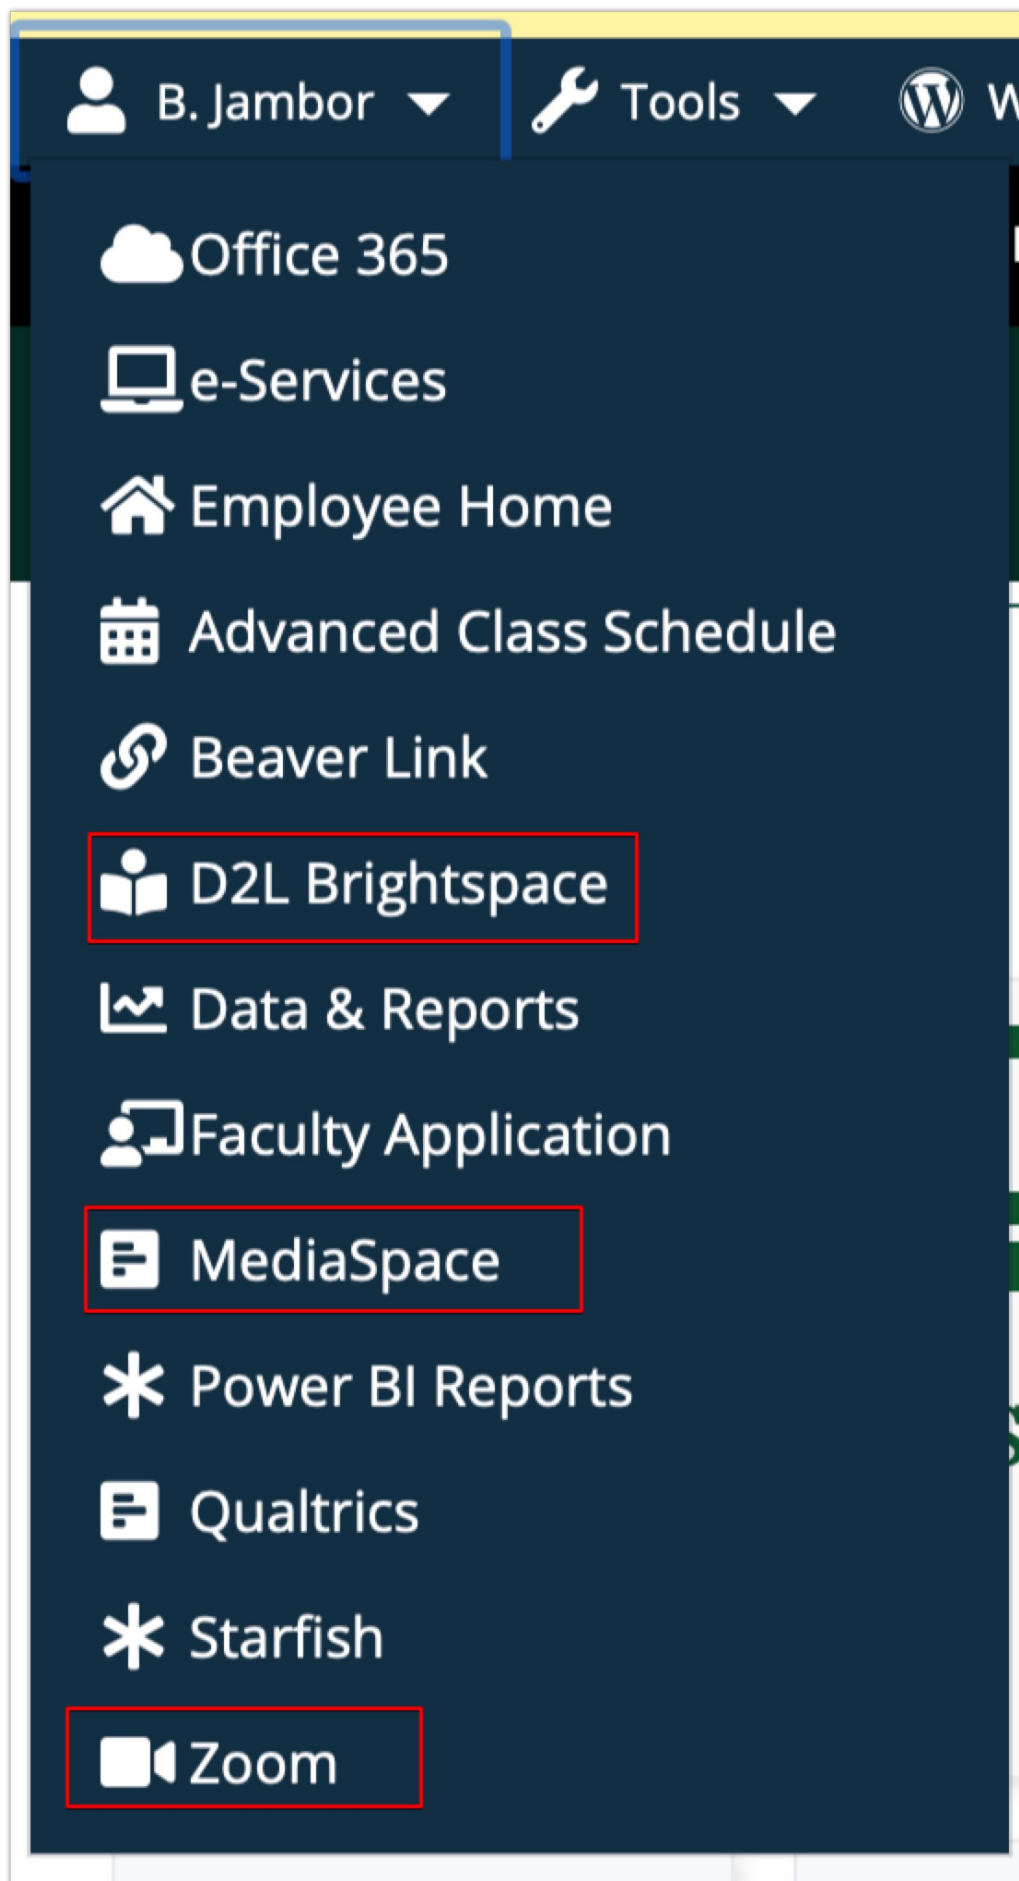 B. Jambor Tools
Office 365
e-Services
Employee Home
Advanced Class Schedule
Beaver Link
D2L Brightspace
Data & Reports
Faculty Application
MediaSpace
Power BI Reports
Qualtrics
Starfish
Zoom